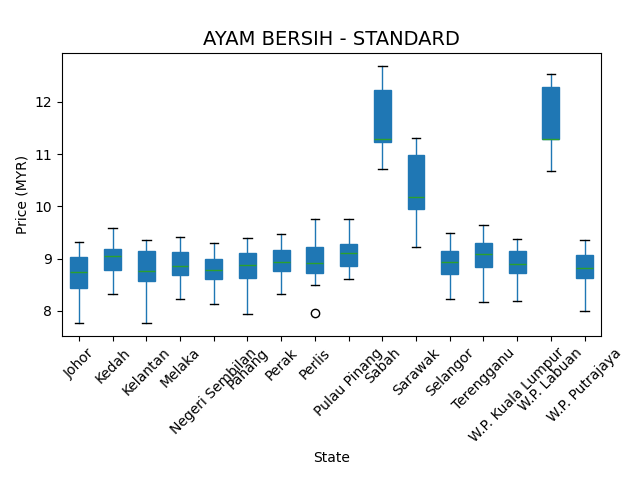 AYAM BERSIH - STANDARD
Price (MYR)
12
11
10
9
8
Johor
Kedah
Kelantan
Melaka
Negeri Sembilan
Pahang
Perak
Perlis
Pulau Pinang
Sabah
Sarawak
Selangor
Terengganu
W.P. Kuala Lumpur
W.P. Labuan
W.P. Putrajaya
State